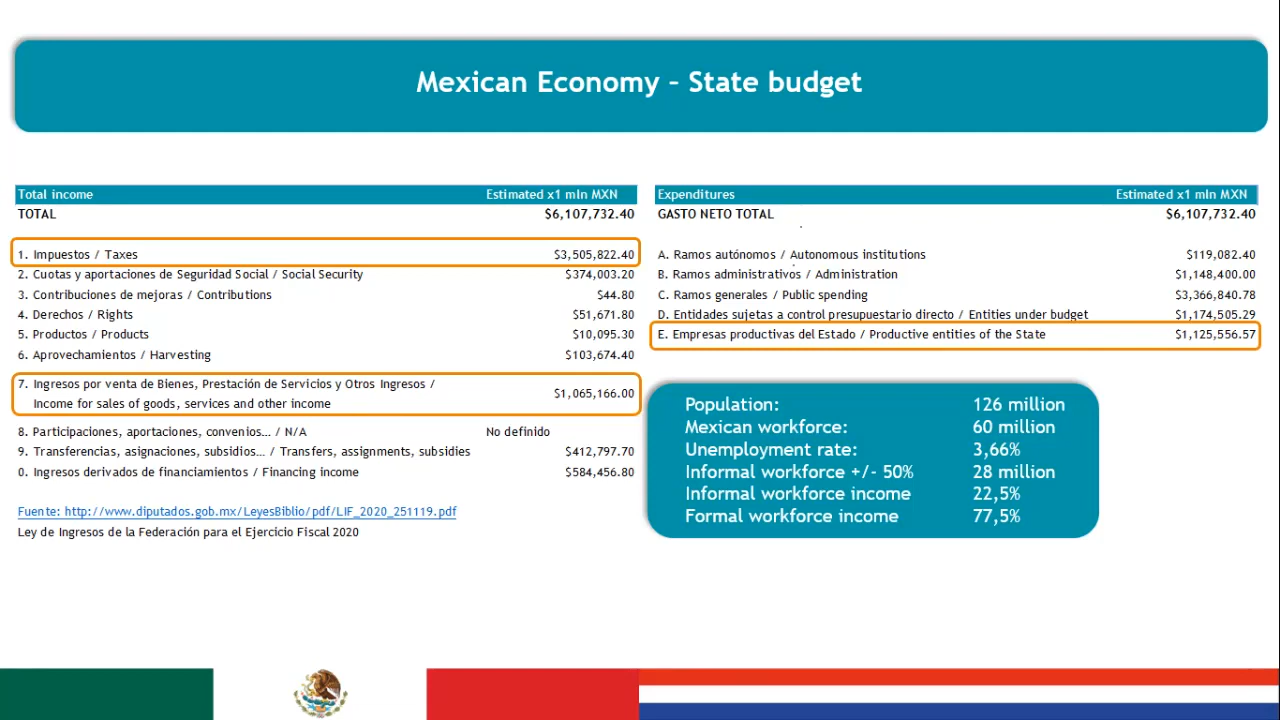 Mexican Economy – State budget
Total income Estimated x1 mln MXN
TOTAL $6,107,732.40
1. Impuestos / Taxes $3,505,822.40
2. Cuotas y aportaciones de Seguridad Social / Social Security $374,003.20
3. Contribuciones de mejoras / Contributions $44.80
4. Derechos / Rights $51,671.80
5. Productos / Products $10,095.30
6. Aprovechamientos / Harvesting $103,674.40
7. Ingresos por venta de Bienes, Prestación de Servicios y Otros Ingresos /
Income for sales of goods, services and other income $1,065,166.00
8. Participaciones, aportaciones, convenios... / N/A No definido
9. Transferencias, asignaciones, subsidios... / Transfers, assignments, subsidies $412,797.70
0. Ingresos derivados de financiamientos / Financing income $584,456.80
Fuente: http://www.diputados.gob.mx/LeyesBiblio/pdf/LIF_2020_251119.pdf
Ley de Ingresos de la Federación para el Ejercicio Fiscal 2020
Expenditures Estimated x1 mln MXN
GASTO NETO TOTAL $6,107,732.40
A. Ramos autónomos / Autonomous institutions $119,082.40
B. Ramos administrativos / Administration $1,148,400.00
C. Ramos generales / Public spending $3,366,840.78
D. Entidades sujetas a control presupuestario directo / Entities under budget $1,174,505.29
E. Empresas productivas del Estado / Productive entities of the State $1,125,556.57
Population: 126 million
Mexican workforce: 60 million
Unemployment rate: 3,66%
Informal workforce +/- 50% 28 million
Informal workforce income 22,5%
Formal workforce income 77,5%